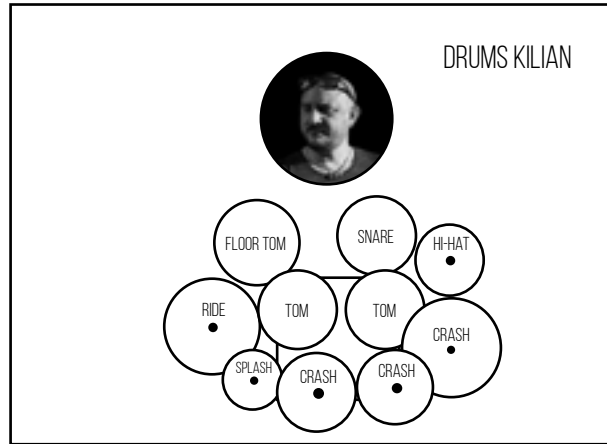 DRUMS KILIAN
FLOOR TOM
SNARE
HI-HAT
RIDE
TOM
TOM
CRASH
SPLASH
CRASH
CRASH